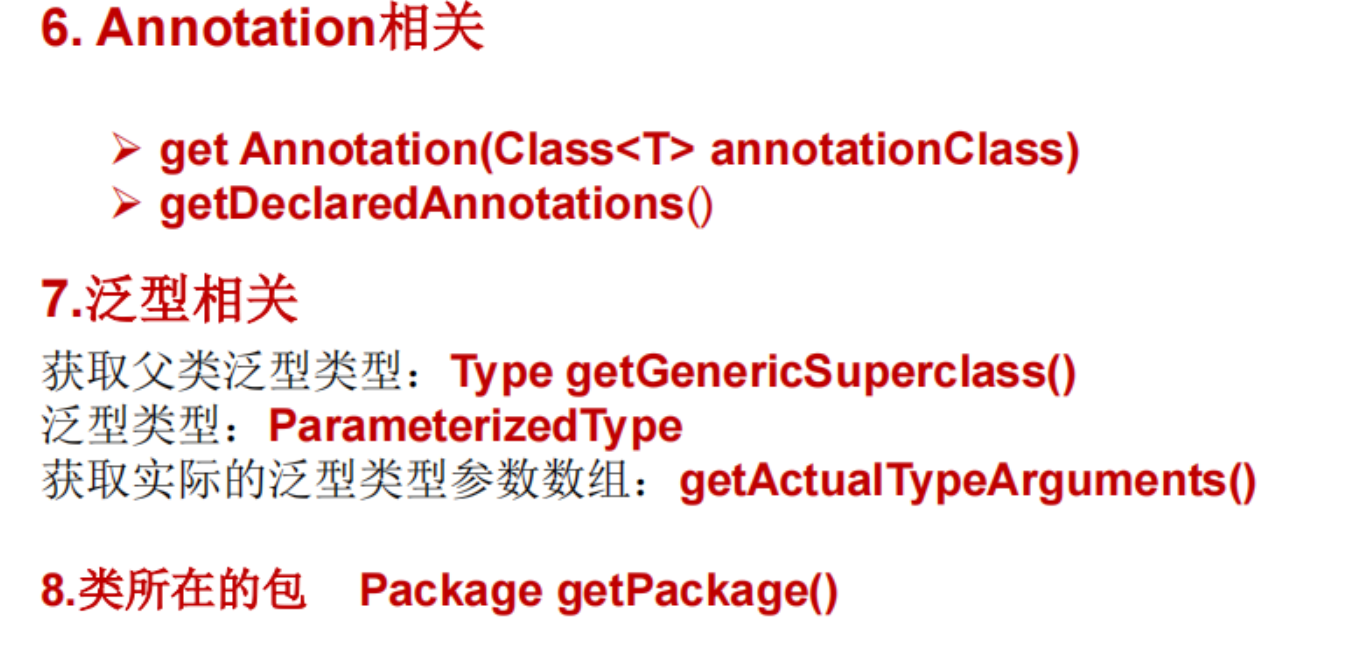 6. Annotation相关
➢ get Annotation(Class<T> annotationClass)
➢ getDeclaredAnnotations()
7.泛型相关
获取父类泛型类型：Type getGenericSuperclass()
泛型类型：ParameterizedType
获取实际的泛型类型参数数组：getActualTypeArguments()
8.类所在的包 Package getPackage()